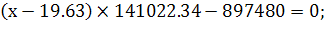 (x − 19.63) × 141022.34 − 897480 = 0;